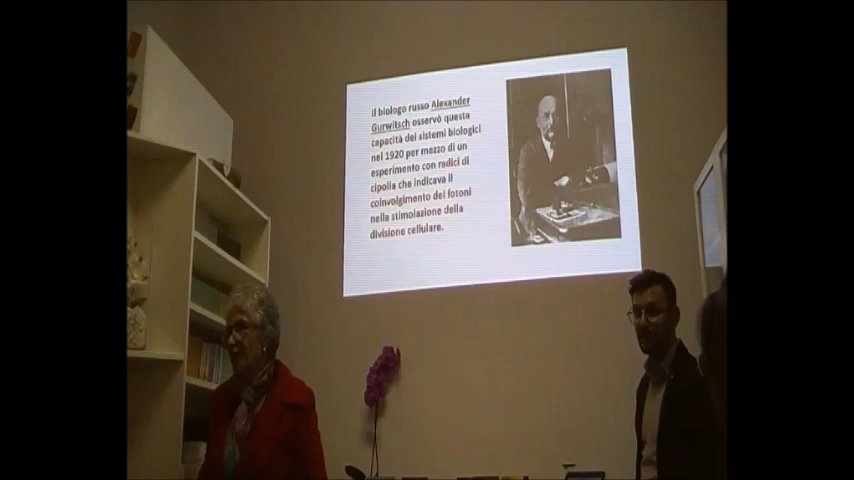 Il biologo russo Alexander
Gurwitsch osservò questa
capacità dei sistemi biologici
nel 1920 per mezzo di un
esperimento con radici di
cipolla che indicava il
coinvolgimento dei fotoni
nella stimolazione della
divisione cellulare.